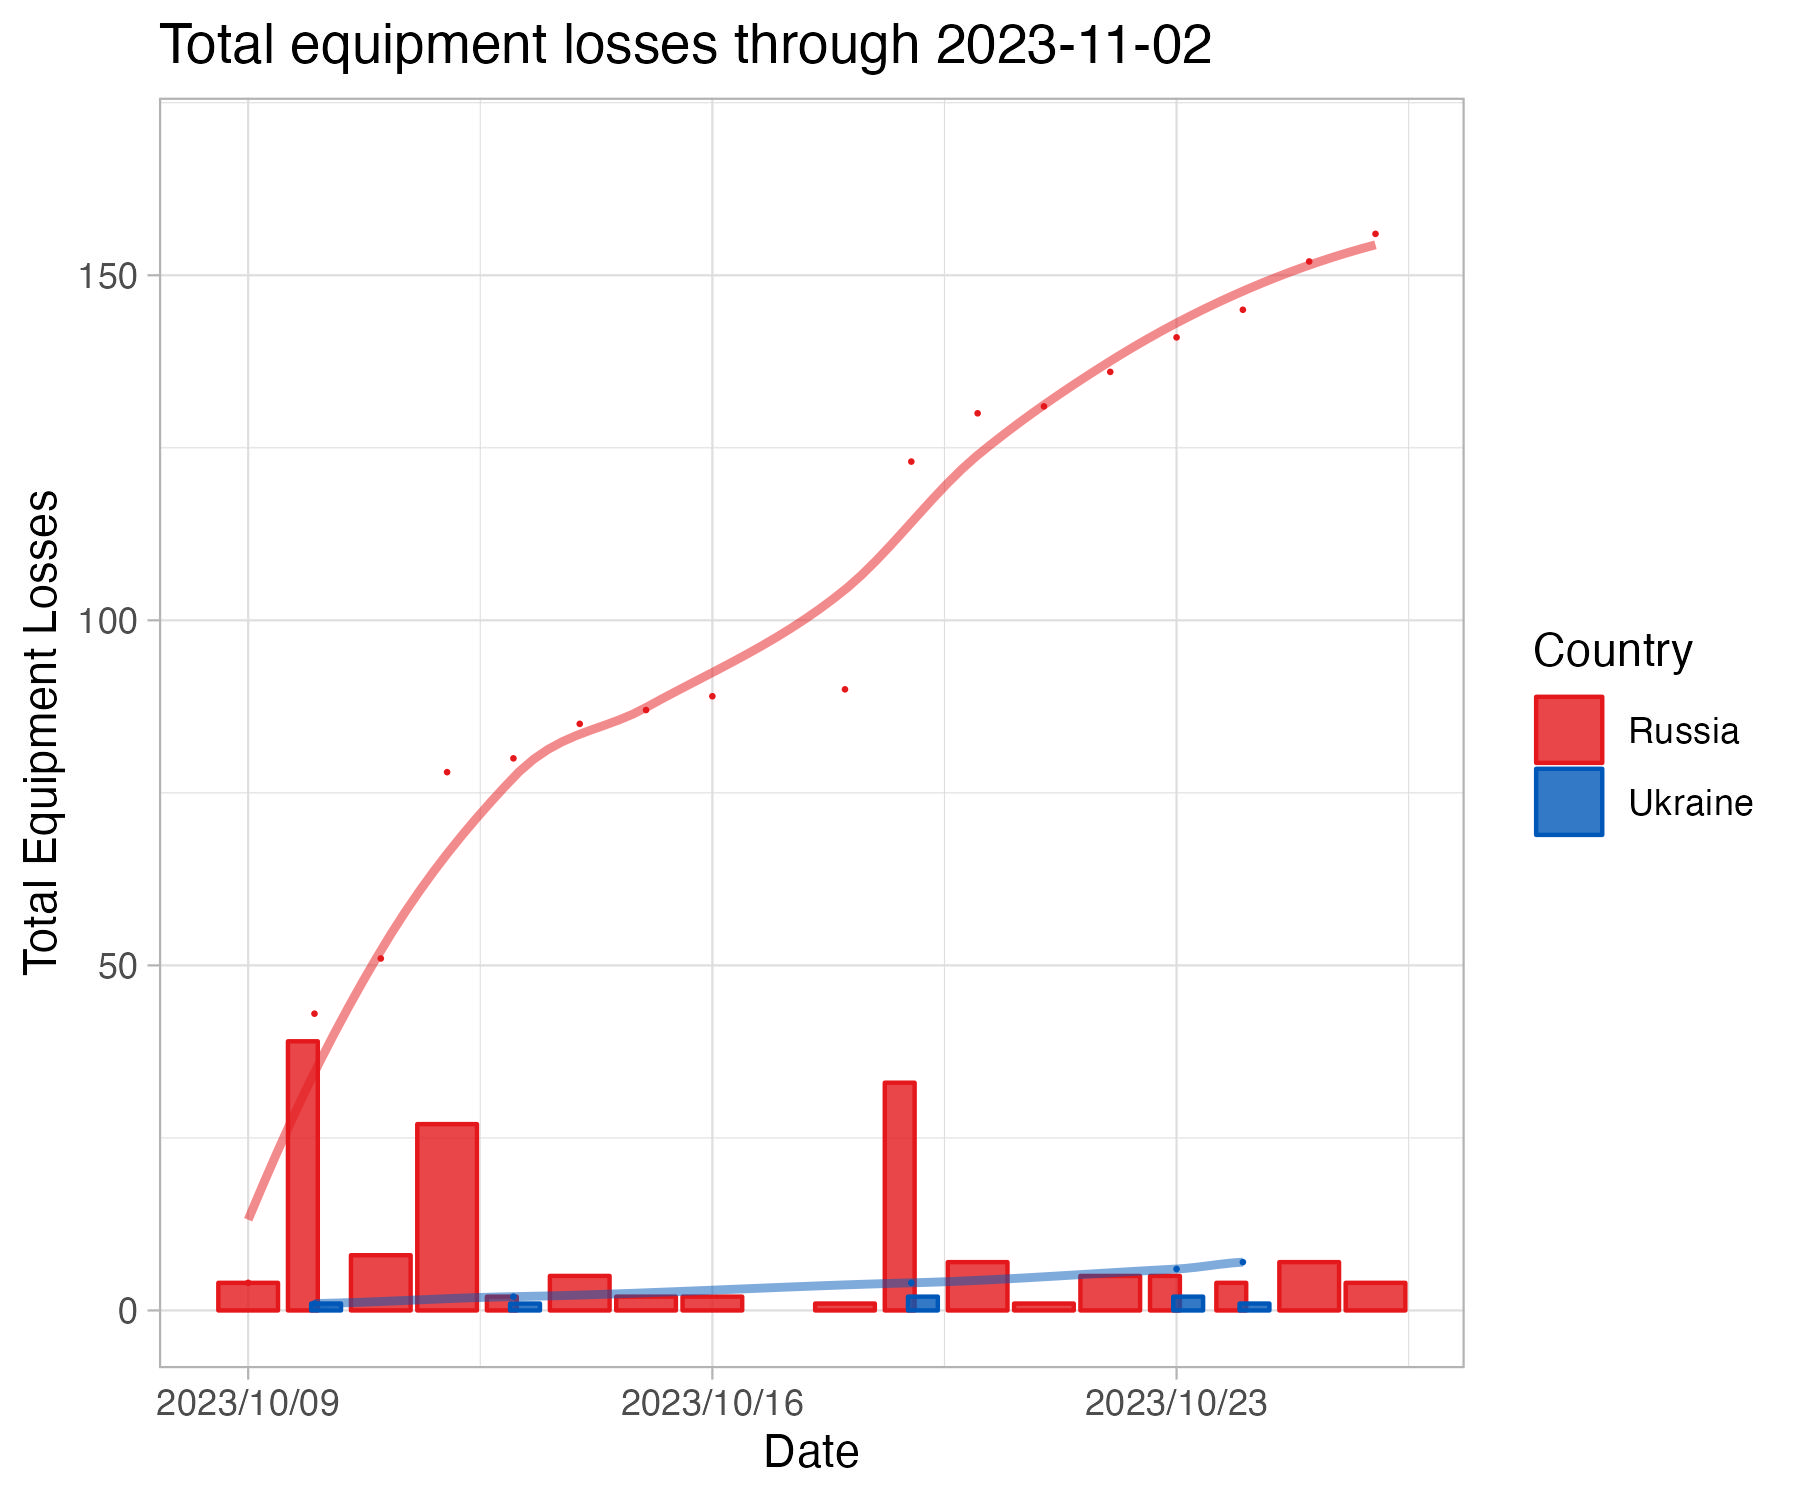 Total equipment losses through 2023-11-02
Total Equipment Losses
150
100
50
0
2023/10/09 2023/10/16 2023/10/23
Date
Country
Russia
Ukraine